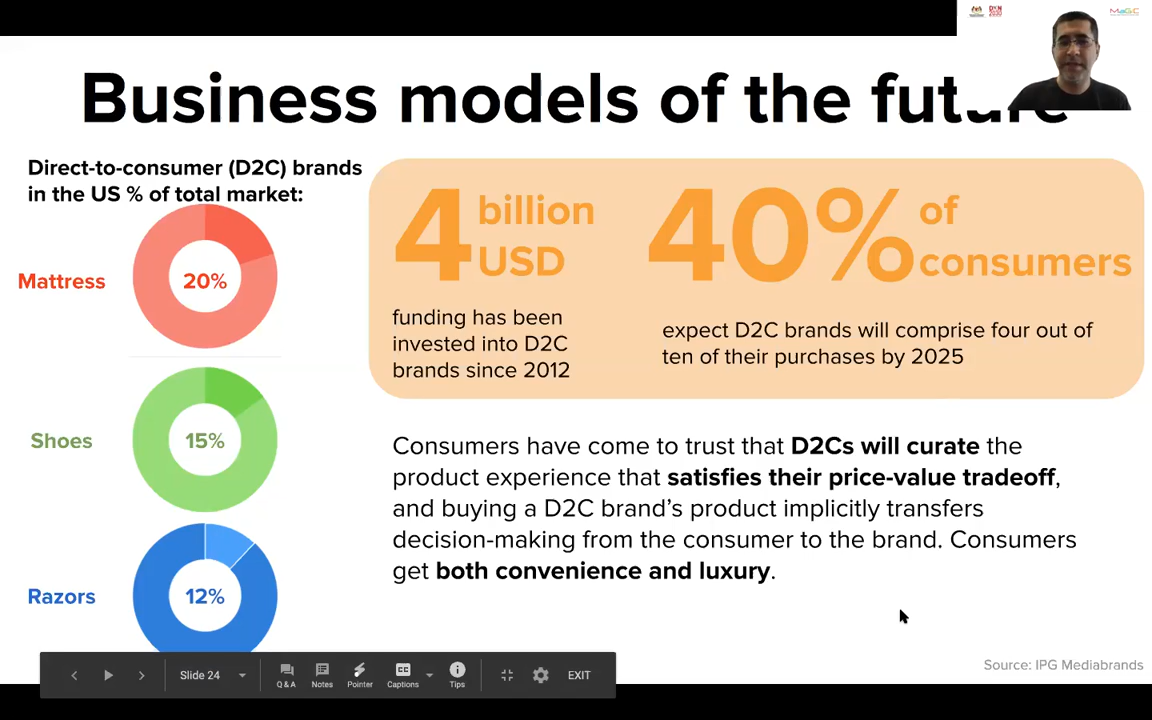 Business models of the future
Direct-to-consumer (D2C) brands
in the US % of total market:
Mattress
20%
Shoes
15%
Razors
12%
4 billion
USD
funding has been
invested into D2C
brands since 2012
40% of
consumers
expect D2C brands will comprise four out of
ten of their purchases by 2025
Consumers have come to trust that D2Cs will curate the
product experience that satisfies their price-value tradeoff,
and buying a D2C brand's product implicitly transfers
decision-making from the consumer to the brand. Consumers
get both convenience and luxury.
Source: IPG Mediabrands
Slide 24
Q & A
Notes
Pointer
CC
Captions
Tips
EXIT
MaGIC